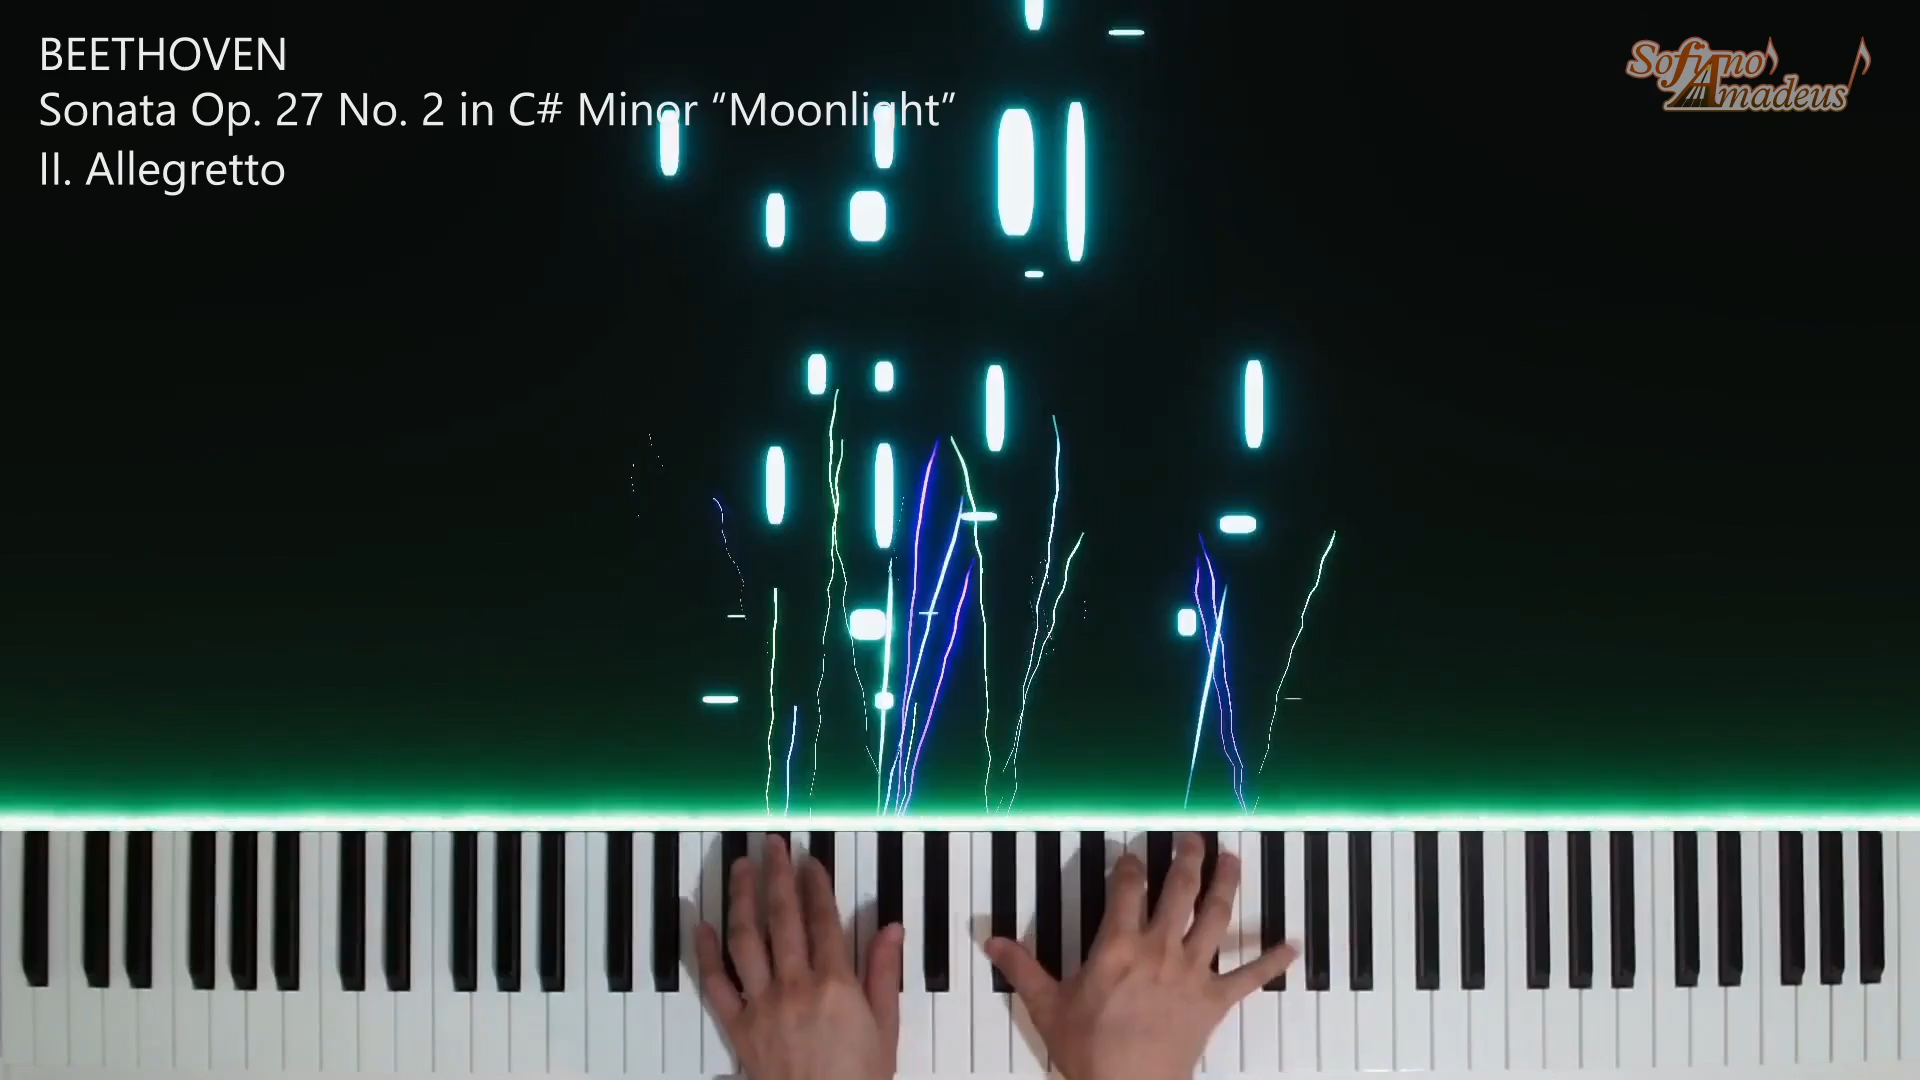 BEETHOVEN
Sonata Op. 27 No. 2 in C# Minor “Moonlight”
II. Allegretto
Sofiano
Amadeus